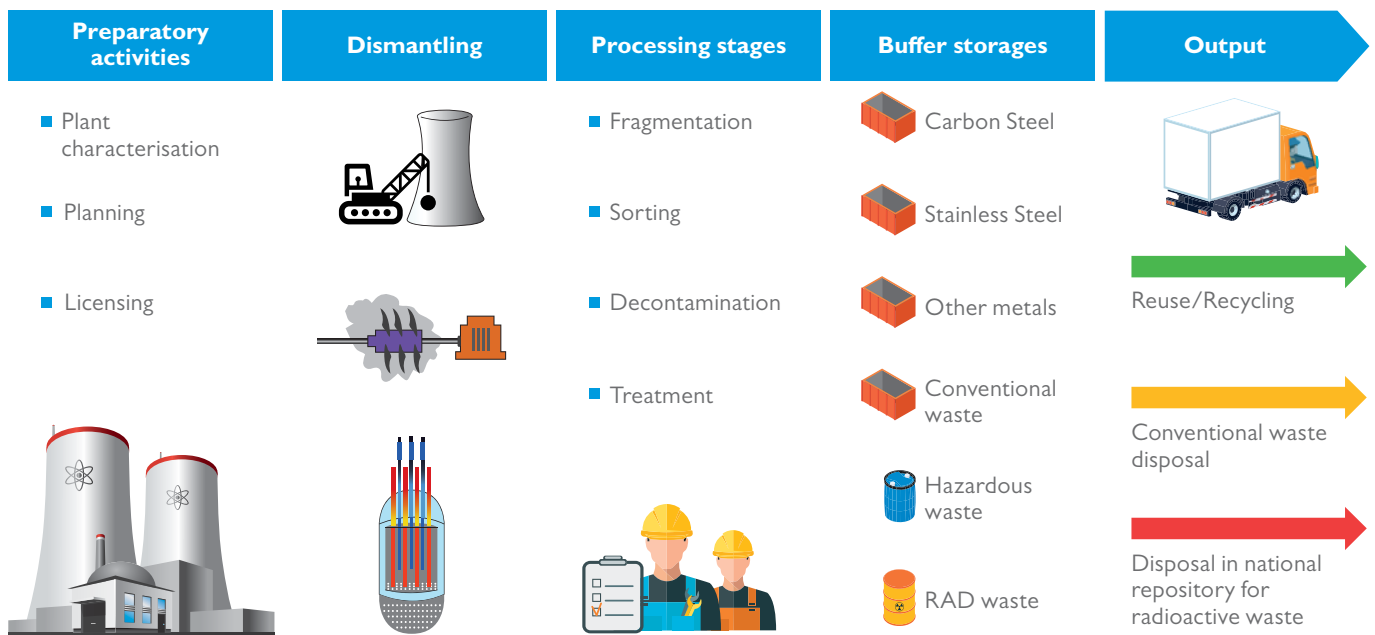 Preparatory
activities
Dismantling
Processing stages
Buffer storages
Output
Plant
characterisation
Planning
Licensing
Fragmentation
Sorting
Decontamination
Treatment
Carbon Steel
Stainless Steel
Other metals
Conventional
waste
Hazardous
waste
RAD waste
Reuse/Recycling
Conventional waste
disposal
Disposal in national
repository for
radioactive waste